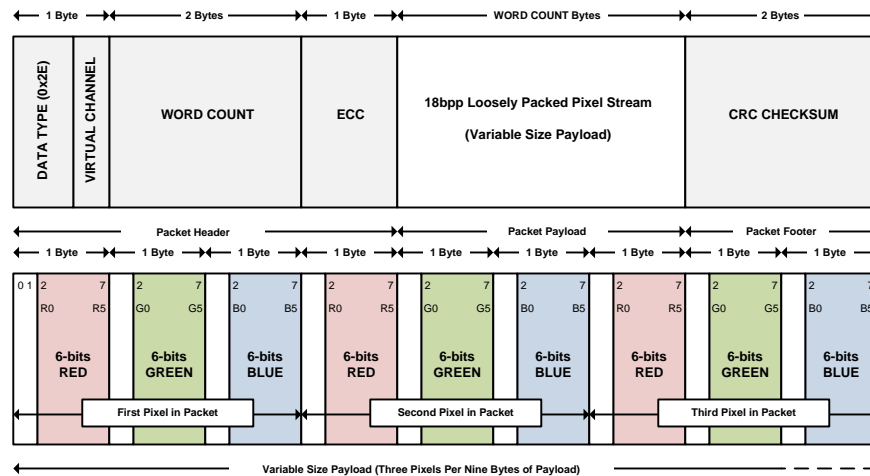 1 Byte 2 Bytes 1 Byte WORD COUNT Bytes 2 Bytes
DATA TYPE (0x2E)
VIRTUAL CHANNEL
WORD COUNT
ECC
18bpp Loosely Packed Pixel Stream
(Variable Size Payload)
CRC CHECKSUM
Packet Header Packet Payload Packet Footer
1 Byte 1 Byte 1 Byte 1 Byte 1 Byte 1 Byte 1 Byte 1 Byte 1 Byte
0 1 2 7 2 7 2 7 2 7 2 7 2 7 2 7 2 7 2 7
R0 R5 G0 G5 B0 B5 R0 R5 G0 G5 B0 B5 R0 R5 G0 G5 B0 B5
6-bits 6-bits 6-bits 6-bits 6-bits 6-bits 6-bits 6-bits 6-bits
RED GREEN BLUE RED GREEN BLUE RED GREEN BLUE
First Pixel in Packet Second Pixel in Packet Third Pixel in Packet
Variable Size Payload (Three Pixels Per Nine Bytes of Payload)